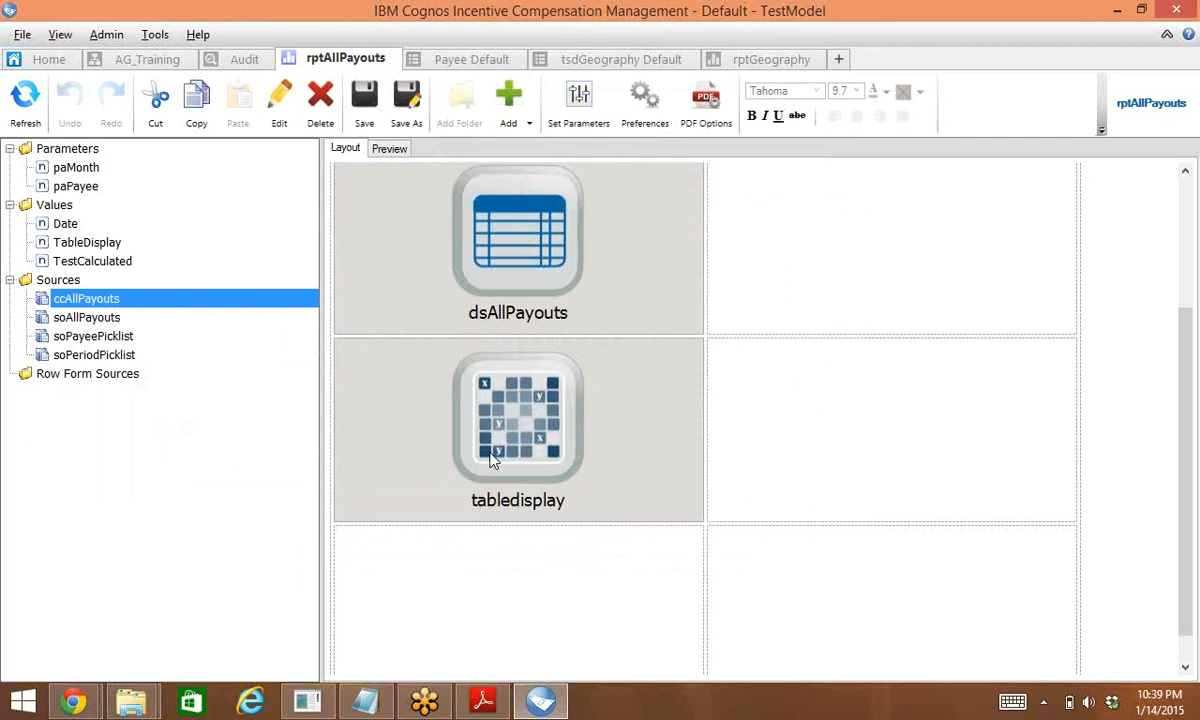 IBM Cognos Incentive Compensation Management - Default - TestModel
File View Admin Tools Help
Home AG_Training Audit rptAllPayouts Payee Default tsdGeography Default rptGeography +
Refresh Undo Redo Cut Copy Paste Edit Delete Save Save As Add Folder Add Set Parameters Preferences PDF PDF Options
Tahoma 9.7 A
B I U abc
rptAllPayouts
Layout Preview
Parameters
paMonth
paPayee
Values
Date
TableDisplay
TestCalculated
Sources
ccAllPayouts
soAllPayouts
soPayeePicklist
soPeriodPicklist
Row Form Sources
dsAllPayouts
x
y
y
x
y
tabledisplay
10:39 PM
1/14/2015